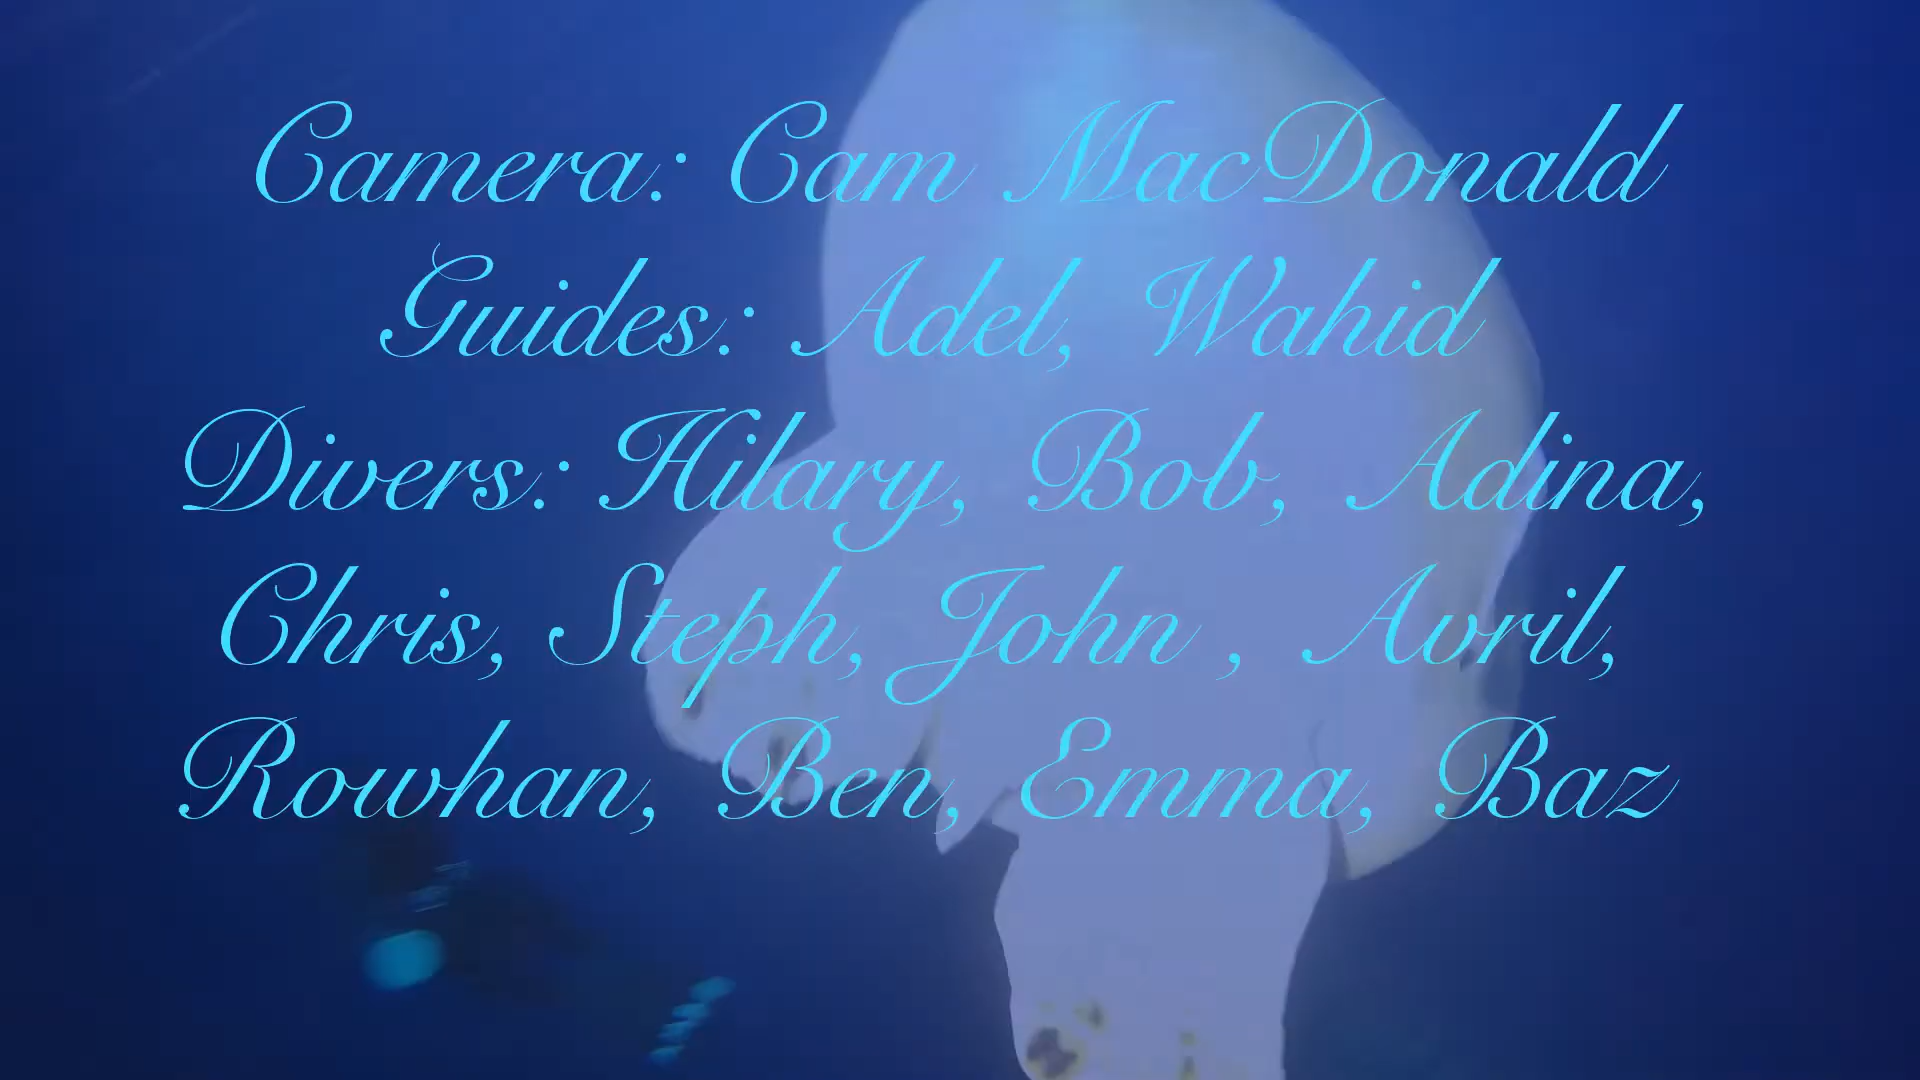 Camera: Cam MacDonald
Guides: Adel, Wahid
Divers: Hilary, Bob, Adina,
Chris, Steph, John , Avril,
Rowhan, Ben, Emma, Baz